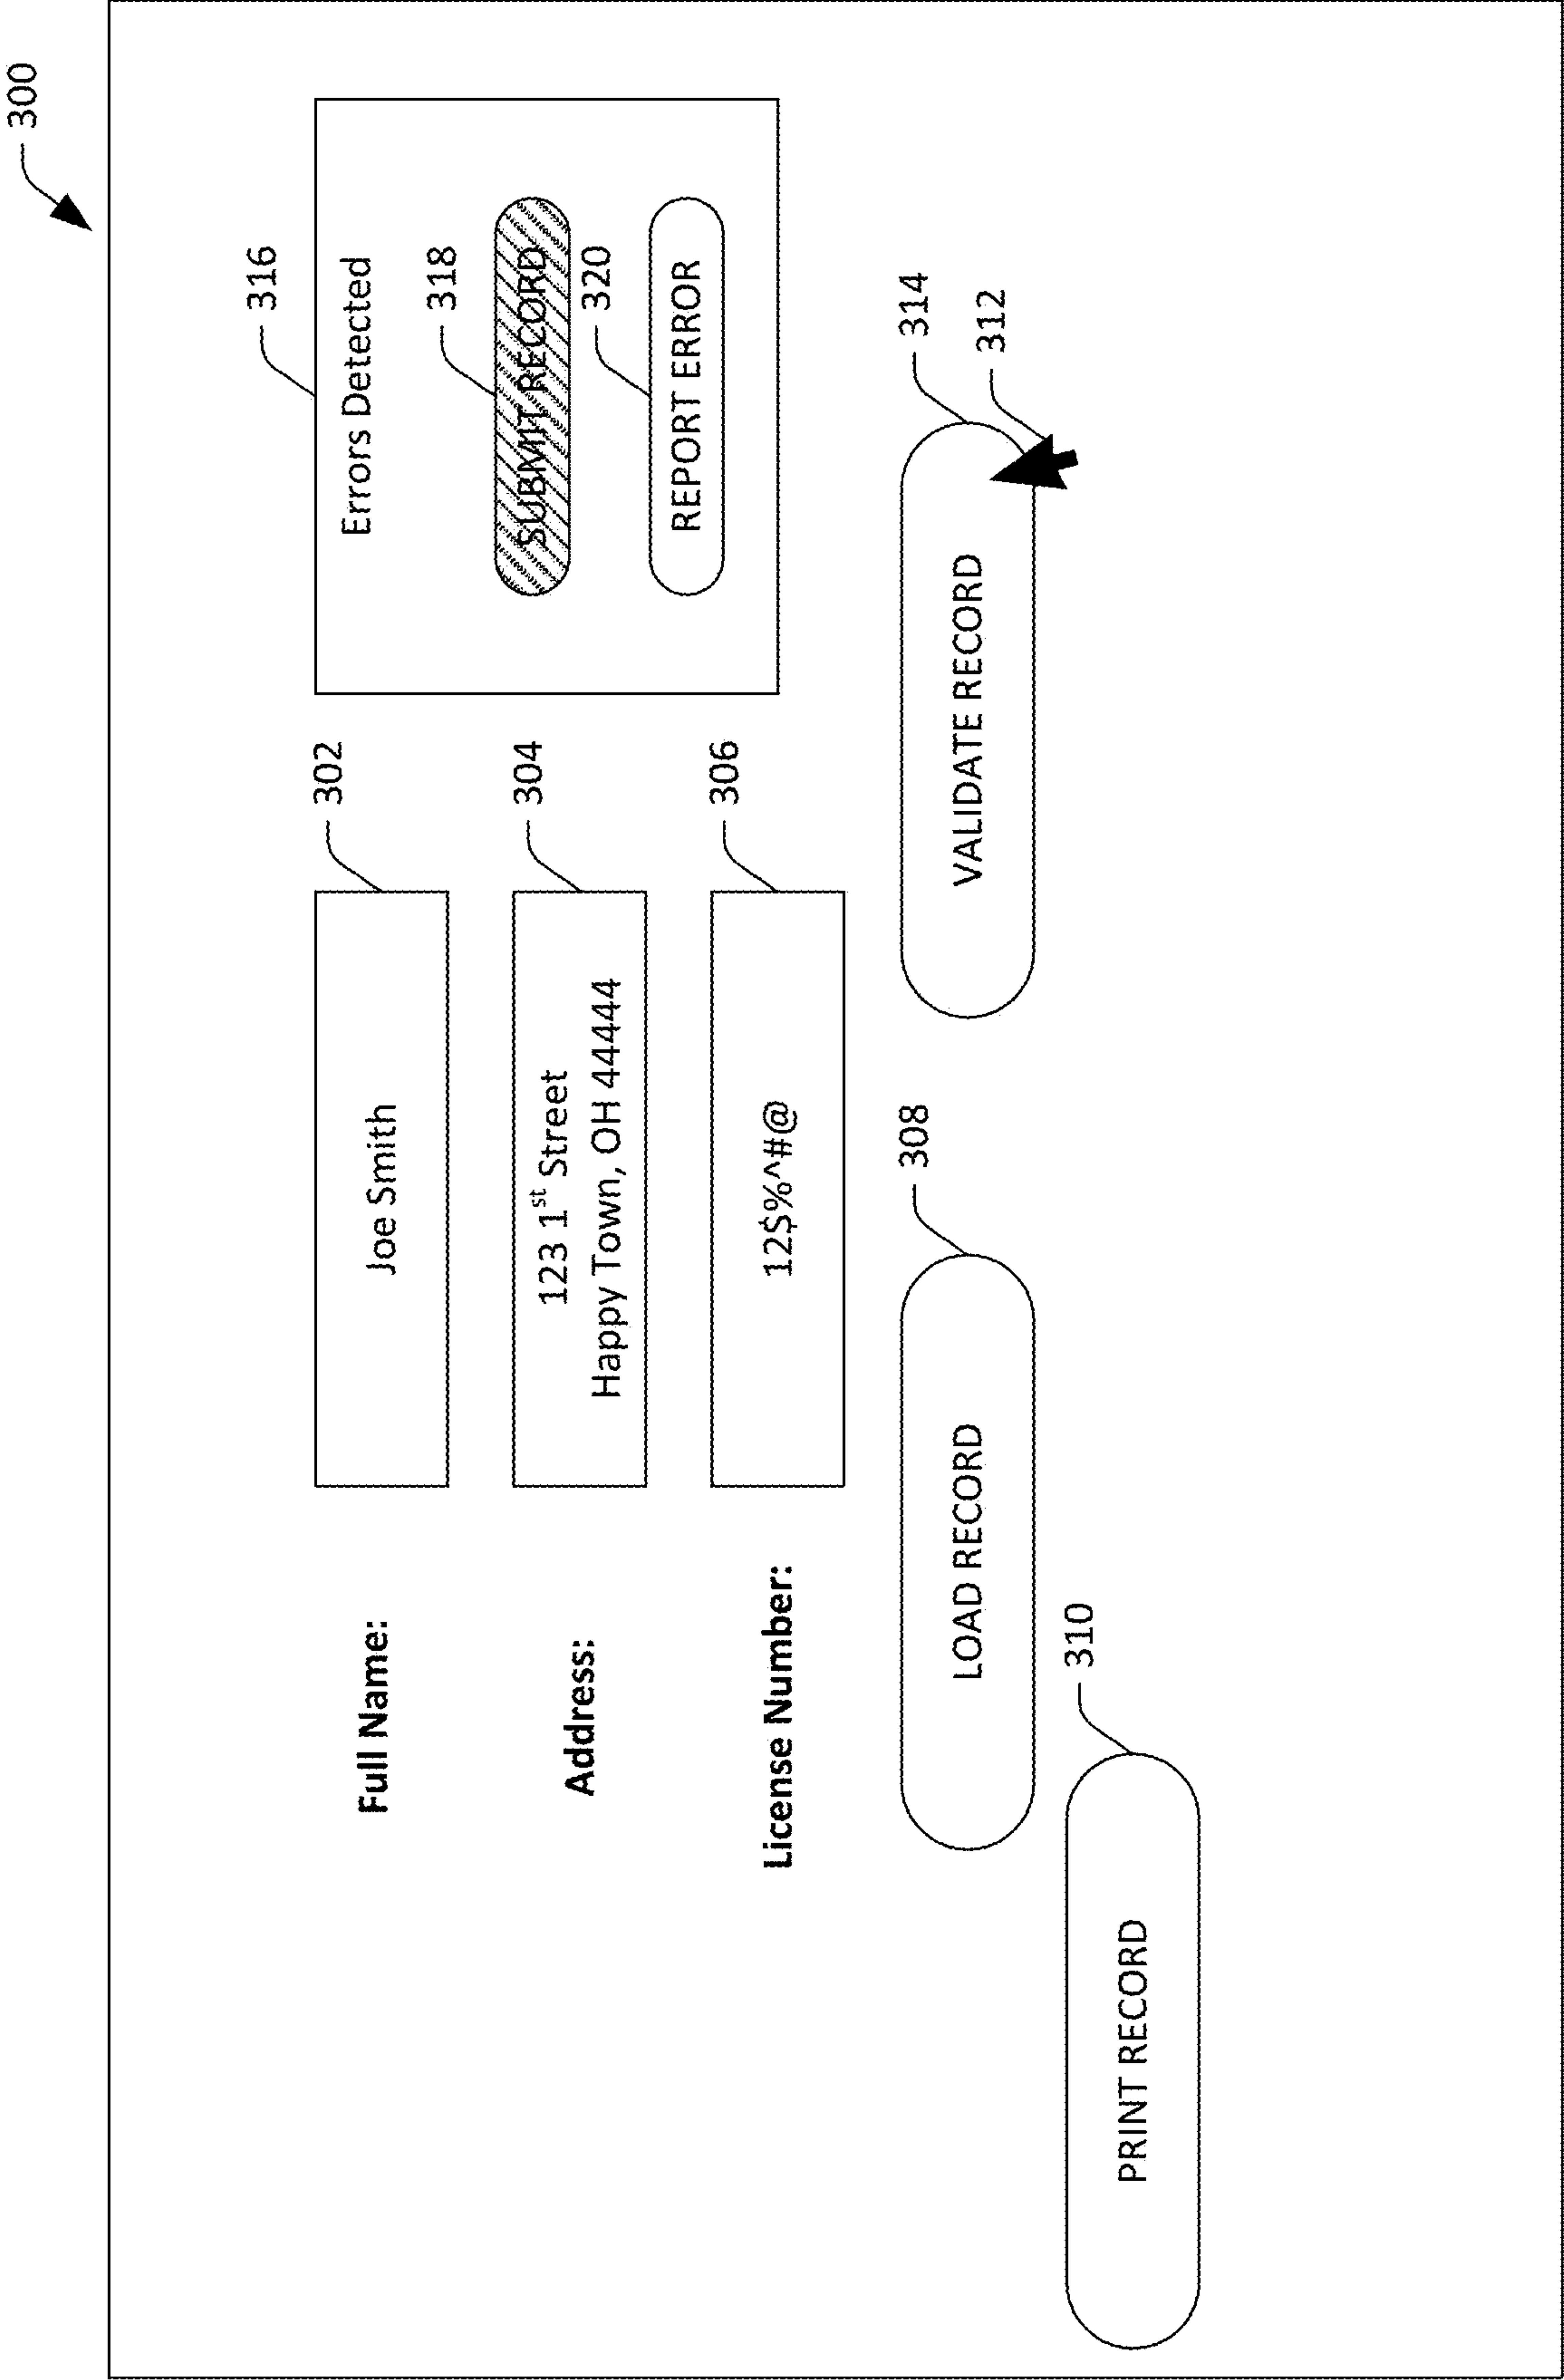 300
316
Errors Detected
318
SUBMIT RECORD
320
REPORT ERROR
Full Name:
Joe Smith
302
Address:
123 1st Street
Happy Town, OH 44444
304
License Number:
12$%^#@
306
LOAD RECORD
308
VALIDATE RECORD
314
312
PRINT RECORD
310